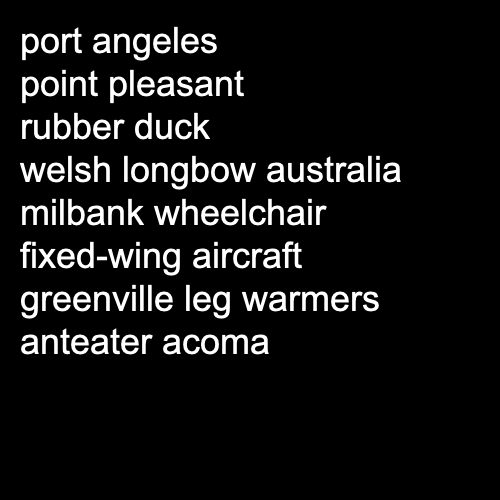 port angeles
point pleasant
rubber duck
welsh longbow australia
milbank wheelchair
fixed-wing aircraft
greenville leg warmers
anteater acoma